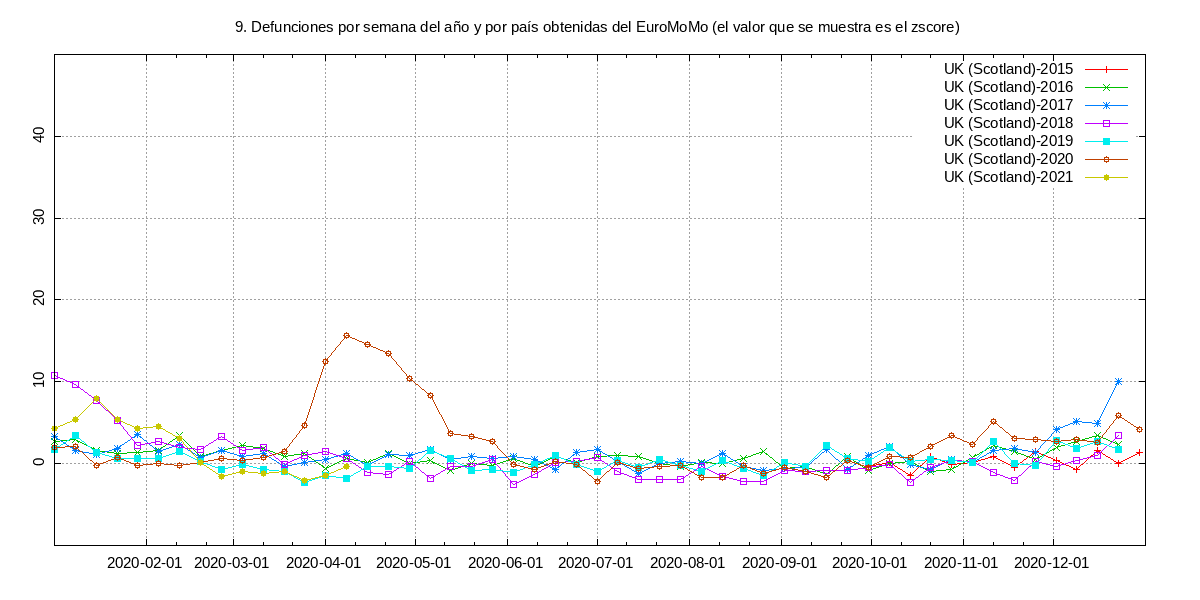 9. Defunciones por semana del año y por país obtenidas del EuroMoMo (el valor que se muestra es el zscore)
UK (Scotland)-2015
UK (Scotland)-2016
UK (Scotland)-2017
UK (Scotland)-2018
UK (Scotland)-2019
UK (Scotland)-2020
UK (Scotland)-2021
40
30
20
10
0
2020-02-01 2020-03-01 2020-04-01 2020-05-01 2020-06-01 2020-07-01 2020-08-01 2020-09-01 2020-10-01 2020-11-01 2020-12-01